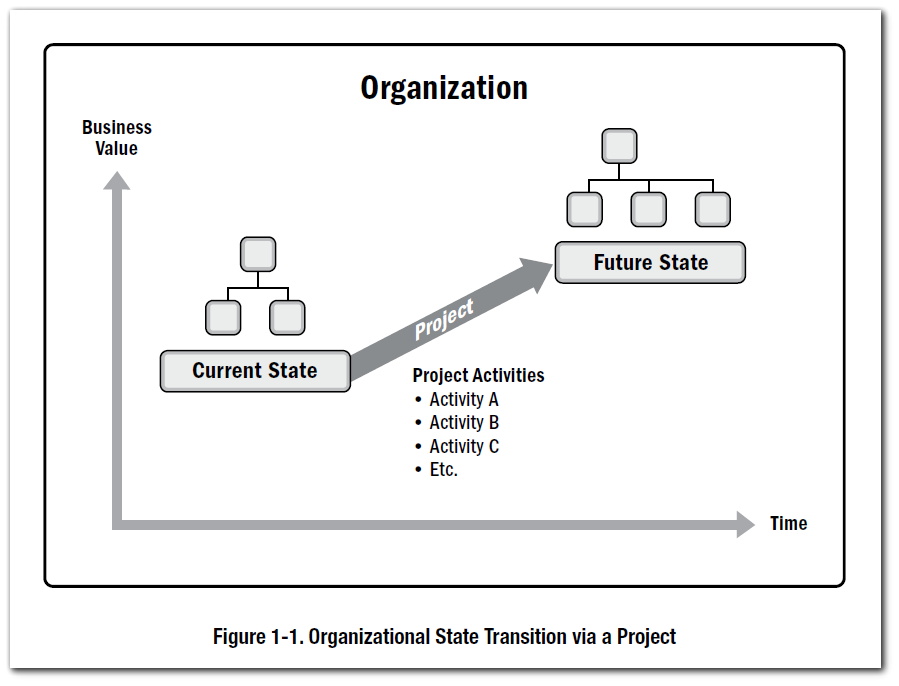 Organization
Business
Value
Future State
Project
Current State
Project Activities
• Activity A
• Activity B
• Activity C
• Etc.
Time
Figure 1-1. Organizational State Transition via a Project